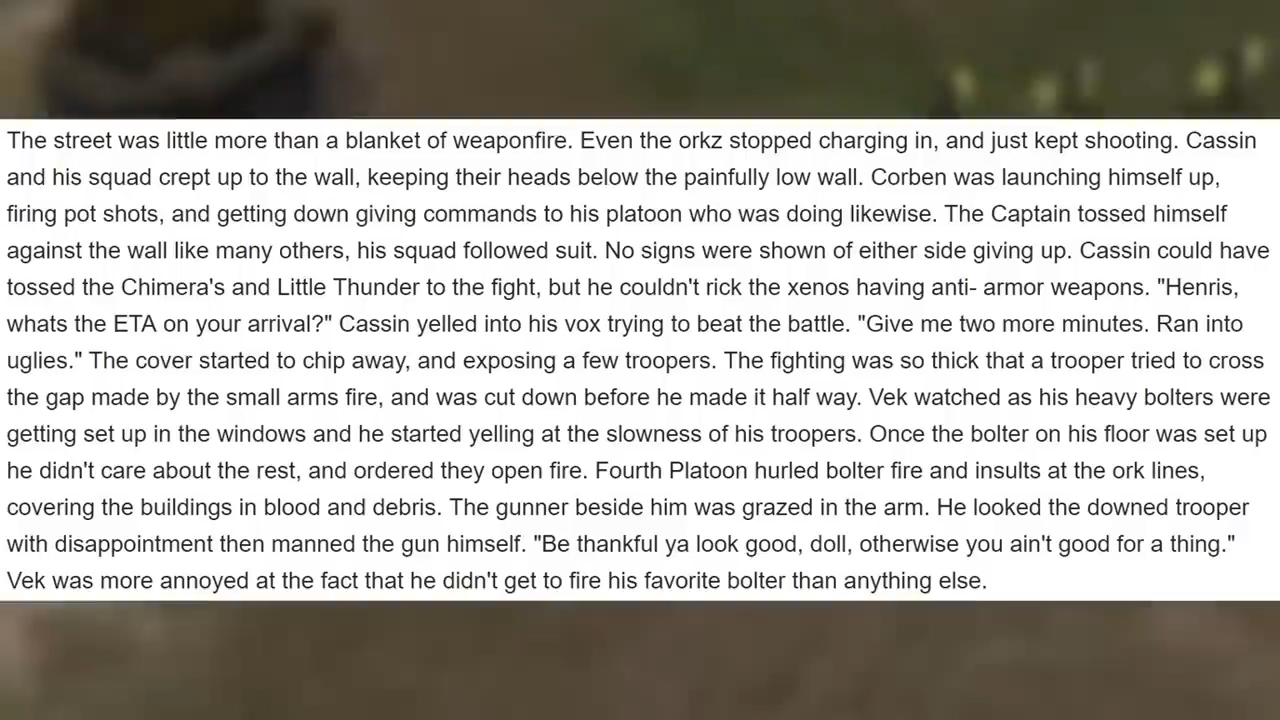 The street was little more than a blanket of weaponfire. Even the orkz stopped charging in, and just kept shooting. Cassin
and his squad crept up to the wall, keeping their heads below the painfully low wall. Corben was launching himself up,
firing pot shots, and getting down giving commands to his platoon who was doing likewise. The Captain tossed himself
against the wall like many others, his squad followed suit. No signs were shown of either side giving up. Cassin could have
tossed the Chimera's and Little Thunder to the fight, but he couldn't rick the xenos having anti- armor weapons. "Henris,
whats the ETA on your arrival?" Cassin yelled into his vox trying to beat the battle. "Give me two more minutes. Ran into
uglies." The cover started to chip away, and exposing a few troopers. The fighting was so thick that a trooper tried to cross
the gap made by the small arms fire, and was cut down before he made it half way. Vek watched as his heavy bolters were
getting set up in the windows and he started yelling at the slowness of his troopers. Once the bolter on his floor was set up
he didn't care about the rest, and ordered they open fire. Fourth Platoon hurled bolter fire and insults at the ork lines,
covering the buildings in blood and debris. The gunner beside him was grazed in the arm. He looked the downed trooper
with disappointment then manned the gun himself. "Be thankful ya look good, doll, otherwise you ain't good for a thing."
Vek was more annoyed at the fact that he didn't get to fire his favorite bolter than anything else.